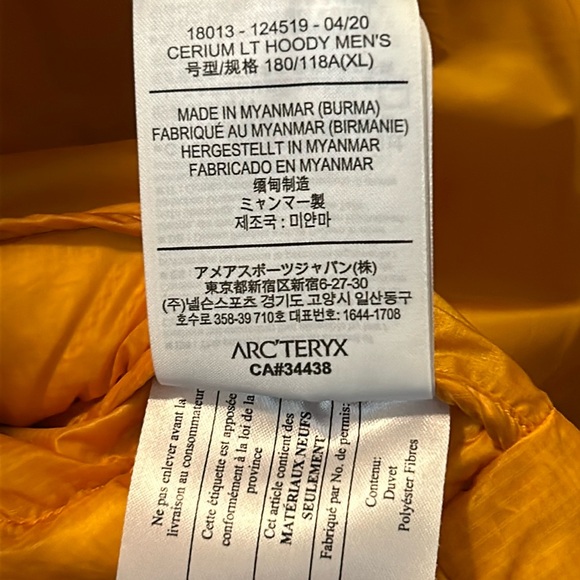 18013 - 124519 - 04/20
CERIUM LT HOODY MEN'S
号型/规格 180/118A(XL)
MADE IN MYANMAR (BURMA)
FABRIQUÉ AU MYANMAR (BIRMANIE)
HERGESTELLT IN MYANMAR
FABRICADO EN MYANMAR
缅甸制造
ミャンマー製
제조국 : 미얀마
アメアスポーツジャパン(株)
東京都新宿区新宿6-27-30
(주)넬슨스포츠 경기도 고양시 일산동구
호수로 358-39 710호 대표번호: 1644-1708
ARC'TERYX
CA#34438
Ne pas enlever avant la
livraison au consommateur
Cette étiquette est apposée
conformément à la loi de la
province
Cet article contient des
MATÉRIAUX NEUFS
SEULEMENT
Fabriqué par No. de permis:
Contenu:
Duvet
Polyéster Fibres